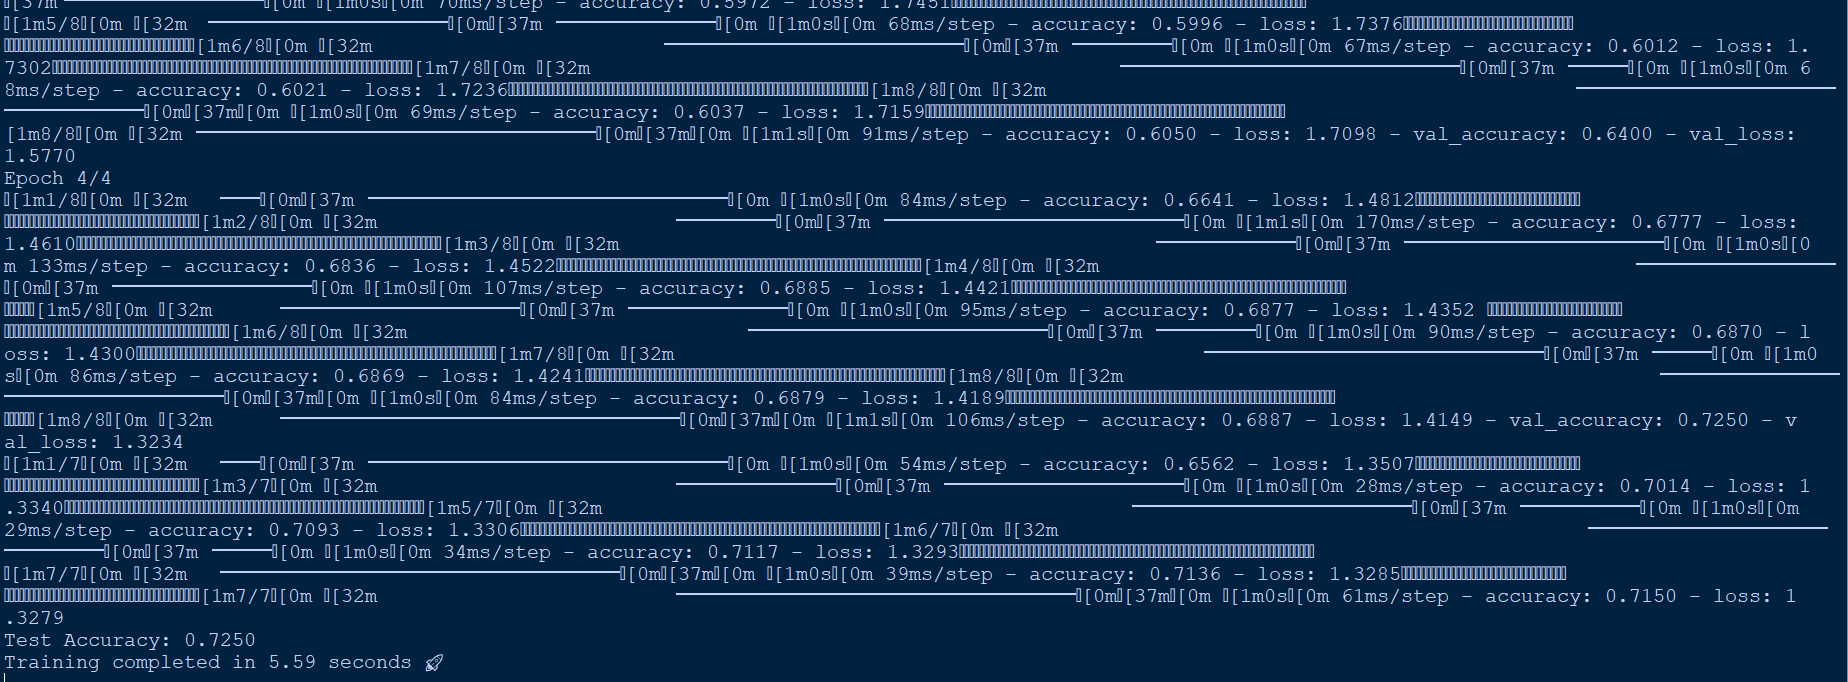 [37m [0m [1m0s[0m 70ms/step - accuracy: 0.5972 - loss: 1.7451
[1m5/8[0m [32m ━━━━━━━━━━━━[0m[37m ━━━━━━━━[0m [1m0s[0m 68ms/step - accuracy: 0.5996 - loss: 1.7376
[1m6/8[0m [32m ━━━━━━━━━━━━━━━[0m[37m ━━━━━[0m [1m0s[0m 67ms/step - accuracy: 0.6012 - loss: 1.
7302[1m7/8[0m [32m ━━━━━━━━━━━━━━━━━[0m[37m ━━━[0m [1m0s[0m 6
8ms/step - accuracy: 0.6021 - loss: 1.7236[1m8/8[0m [32m ━━━━━━━━━━━━━
━━━━━━━[0m[37m[0m [1m0s[0m 69ms/step - accuracy: 0.6037 - loss: 1.7159
[1m8/8[0m [32m ━━━━━━━━━━━━━━━━━━━━[0m[37m[0m [1m1s[0m 91ms/step - accuracy: 0.6050 - loss: 1.7098 - val_accuracy: 0.6400 - val_loss:
1.5770
Epoch 4/4
[1m1/8[0m [32m ━━[0m[37m ━━━━━━━━━━━━━━━━━━[0m [1m0s[0m 84ms/step - accuracy: 0.6641 - loss: 1.4812
[1m2/8[0m [32m ━━━━━[0m[37m ━━━━━━━━━━━━━━━[0m [1m1s[0m 170ms/step - accuracy: 0.6777 - loss:
1.4610[1m3/8[0m [32m ━━━━━━━[0m[37m ━━━━━━━━━━━━━[0m [1m0s[0
m 133ms/step - accuracy: 0.6836 - loss: 1.4522[1m4/8[0m [32m ━━━━━━━━━━
[0m[37m ━━━━━━━━━━[0m [1m0s[0m 107ms/step - accuracy: 0.6885 - loss: 1.4421
[1m5/8[0m [32m ━━━━━━━━━━━━[0m[37m ━━━━━━━━[0m [1m0s[0m 95ms/step - accuracy: 0.6877 - loss: 1.4352
[1m6/8[0m [32m ━━━━━━━━━━━━━━━[0m[37m ━━━━━[0m [1m0s[0m 90ms/step - accuracy: 0.6870 - l
oss: 1.4300[1m7/8[0m [32m ━━━━━━━━━━━━━━━━━[0m[37m ━━━[0m [1m0
s[0m 86ms/step - accuracy: 0.6869 - loss: 1.4241[1m8/8[0m [32m ━━━━━━━━━
━━━━━━━━━━━[0m[37m[0m [1m0s[0m 84ms/step - accuracy: 0.6879 - loss: 1.4189
[1m8/8[0m [32m ━━━━━━━━━━━━━━━━━━━━[0m[37m[0m [1m1s[0m 106ms/step - accuracy: 0.6887 - loss: 1.4149 - val_accuracy: 0.7250 - v
al_loss: 1.3234
[1m1/7[0m [32m ━━[0m[37m ━━━━━━━━━━━━━━━━━━[0m [1m0s[0m 54ms/step - accuracy: 0.6562 - loss: 1.3507
[1m3/7[0m [32m ━━━━━━━━[0m[37m ━━━━━━━━━━━━[0m [1m0s[0m 28ms/step - accuracy: 0.7014 - loss: 1
.3340[1m5/7[0m [32m ━━━━━━━━━━━━━━[0m[37m ━━━━━━[0m [1m0s[0m
29ms/step - accuracy: 0.7093 - loss: 1.3306[1m6/7[0m [32m ━━━━━━━━━━━━
━━━━━[0m[37m ━━━[0m [1m0s[0m 34ms/step - accuracy: 0.7117 - loss: 1.3293
[1m7/7[0m [32m ━━━━━━━━━━━━━━━━━━━━[0m[37m[0m [1m0s[0m 39ms/step - accuracy: 0.7136 - loss: 1.3285
[1m7/7[0m [32m ━━━━━━━━━━━━━━━━━━━━[0m[37m[0m [1m0s[0m 61ms/step - accuracy: 0.7150 - loss: 1
.3279
Test Accuracy: 0.7250
Training completed in 5.59 seconds 🚀